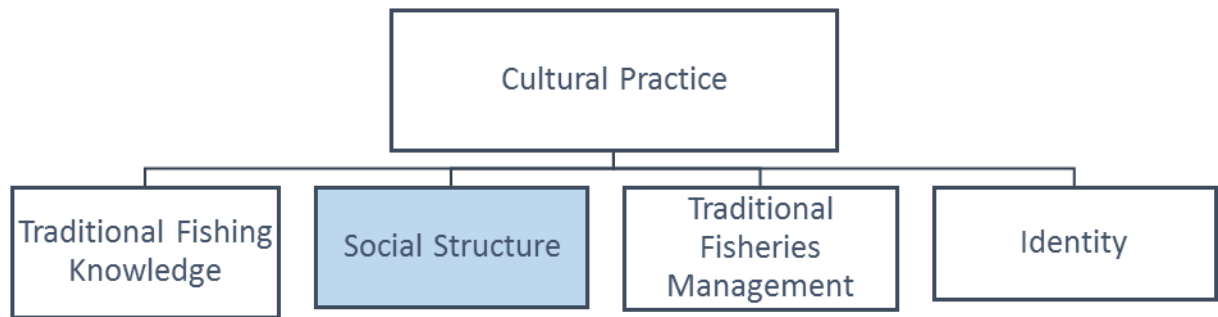 Cultural Practice
Traditional Fishing
Knowledge
Social Structure
Traditional
Fisheries
Management
Identity